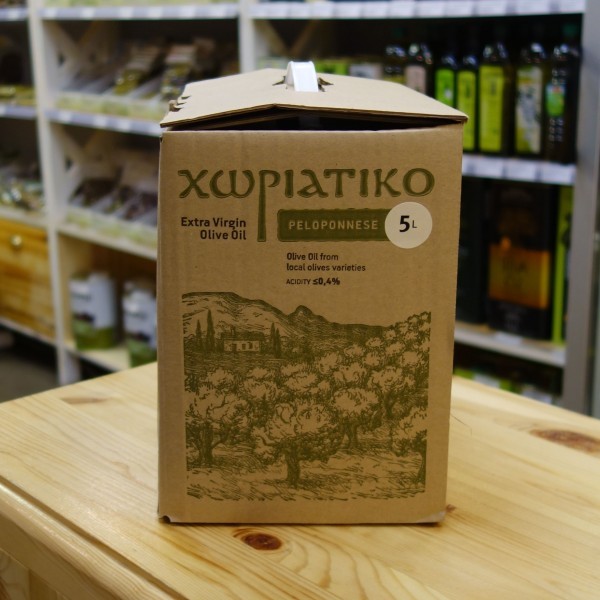 χωριατικο
Extra Virgin
Olive Oil
PELOPONNESE
5L
Olive Oil from
local olives varieties
ACIDITY ≤0,4%